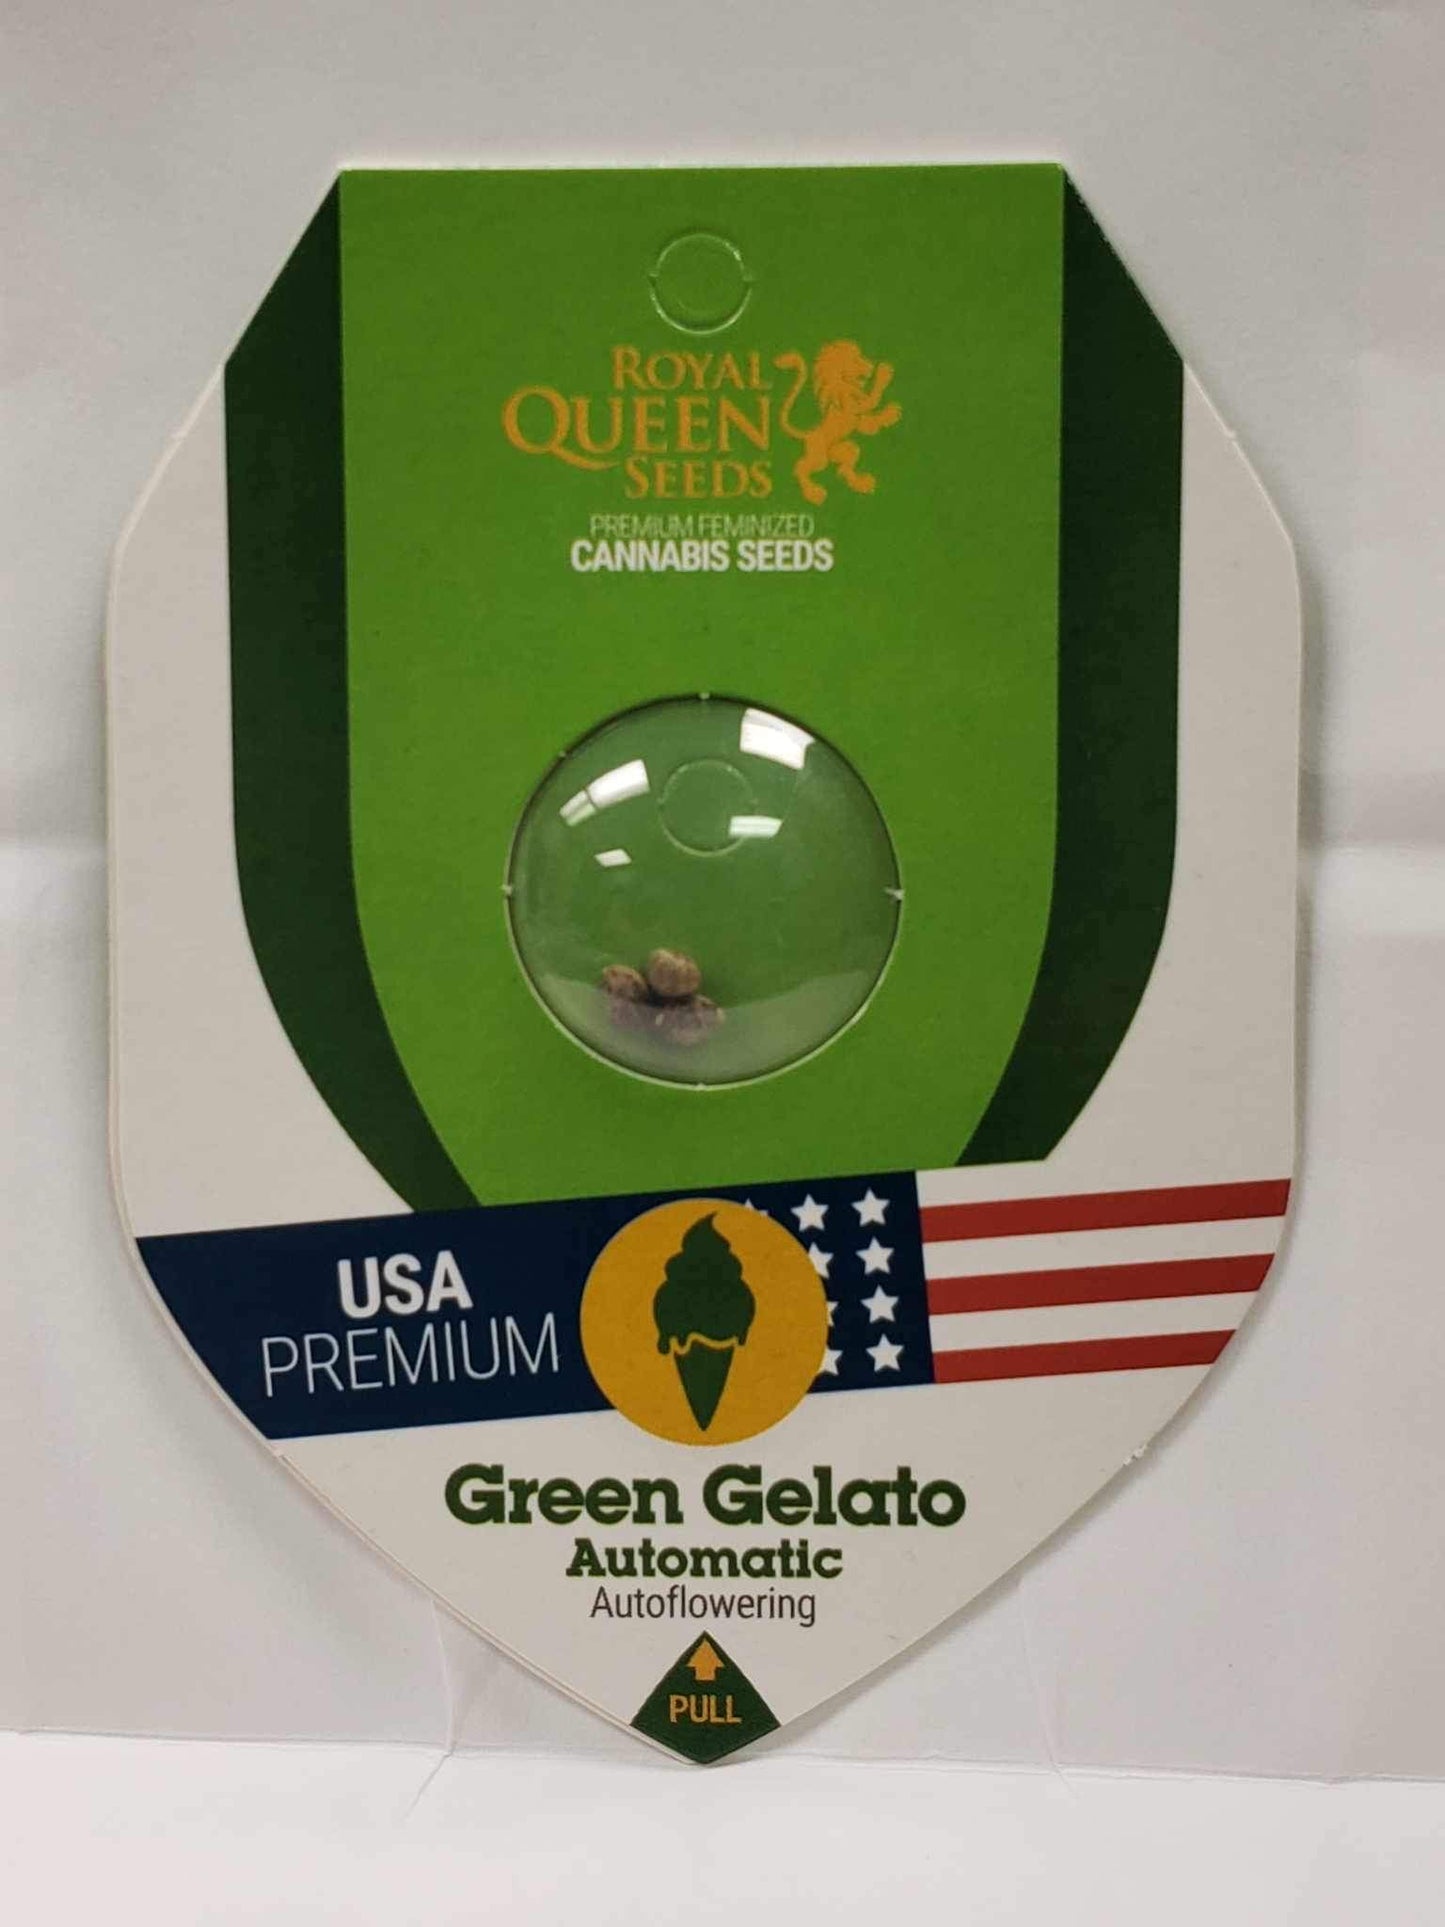 ROYAL
QUEEN
SEEDS
PREMIUM FEMINIZED
CANNABIS SEEDS
USA
PREMIUM
Green Gelato
Automatic
Autoflowering
PULL